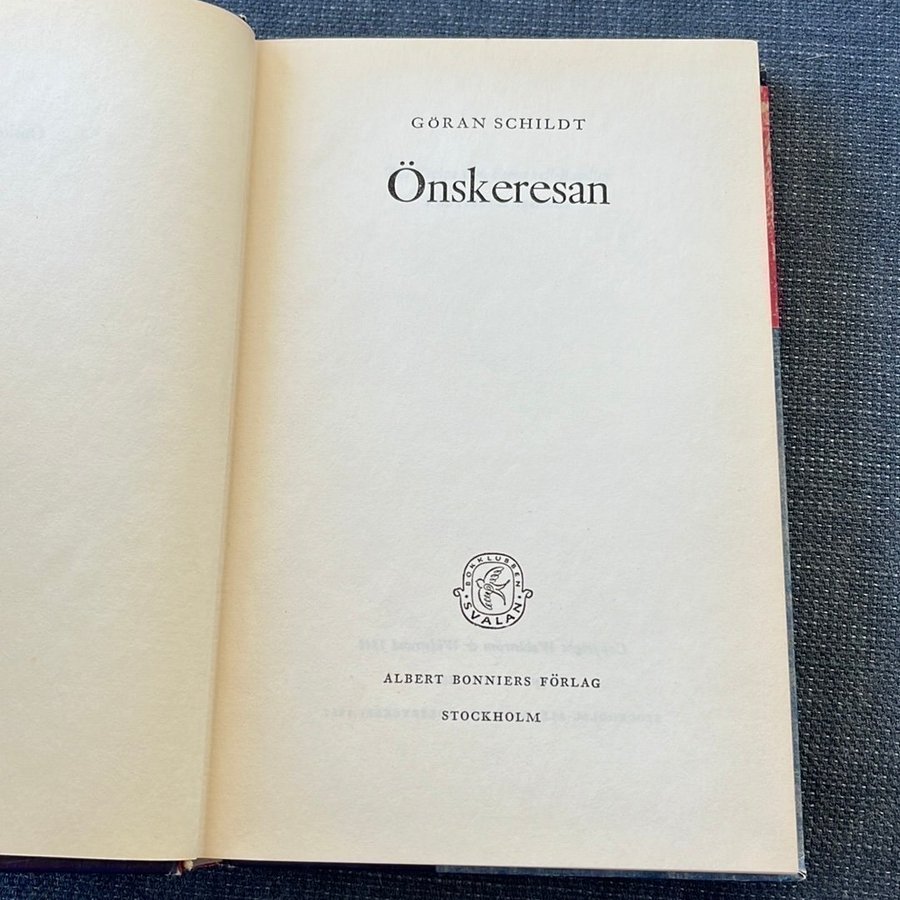 GÖRAN SCHILDT
Önskeresan
BOKKLUBBEN
SVALAN
ALBERT BONNIERS FÖRLAG
STOCKHOLM